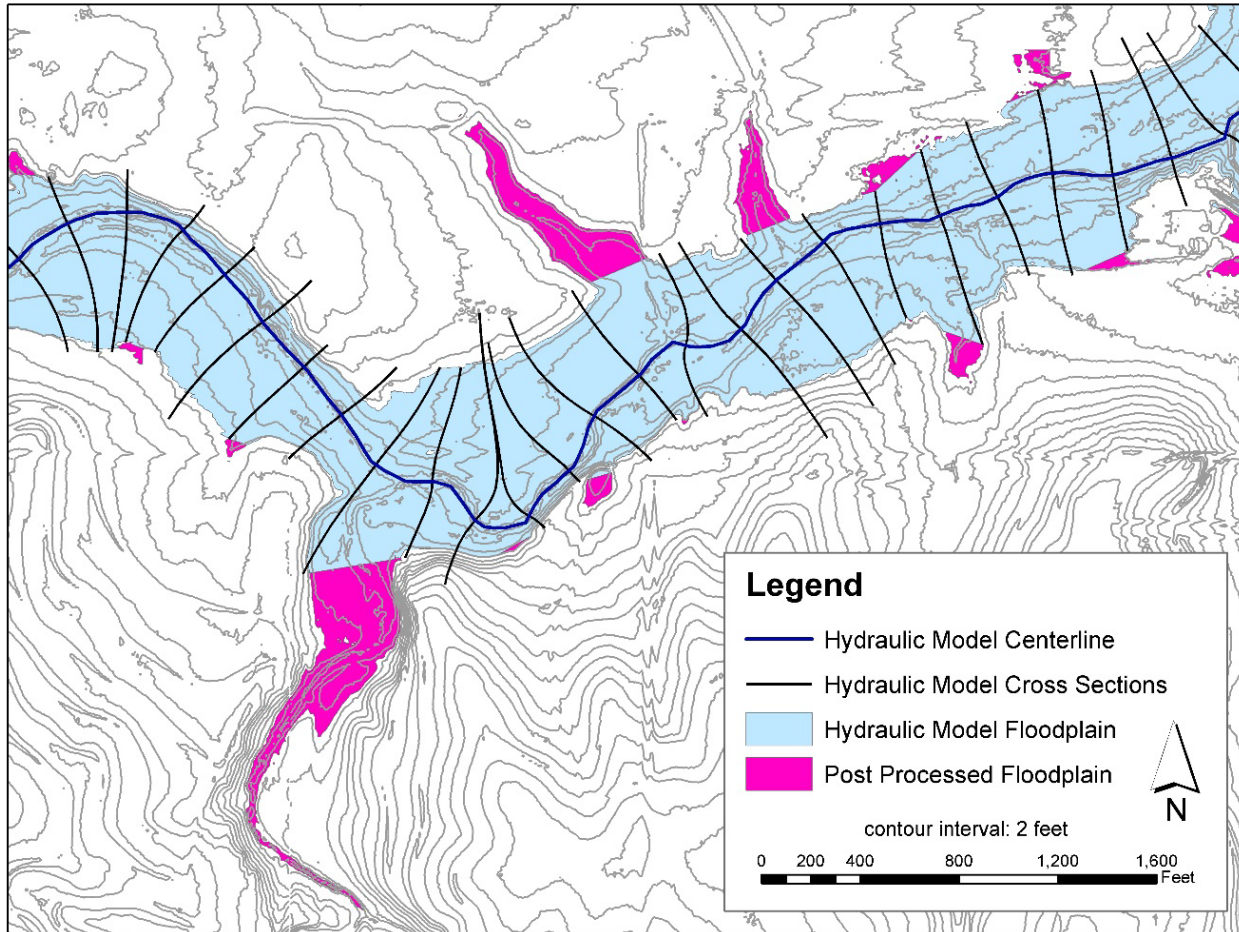 Legend
Hydraulic Model Centerline
Hydraulic Model Cross Sections
Hydraulic Model Floodplain
Post Processed Floodplain
N
contour interval: 2 feet
0 200 400 800 1,200 1,600
Feet